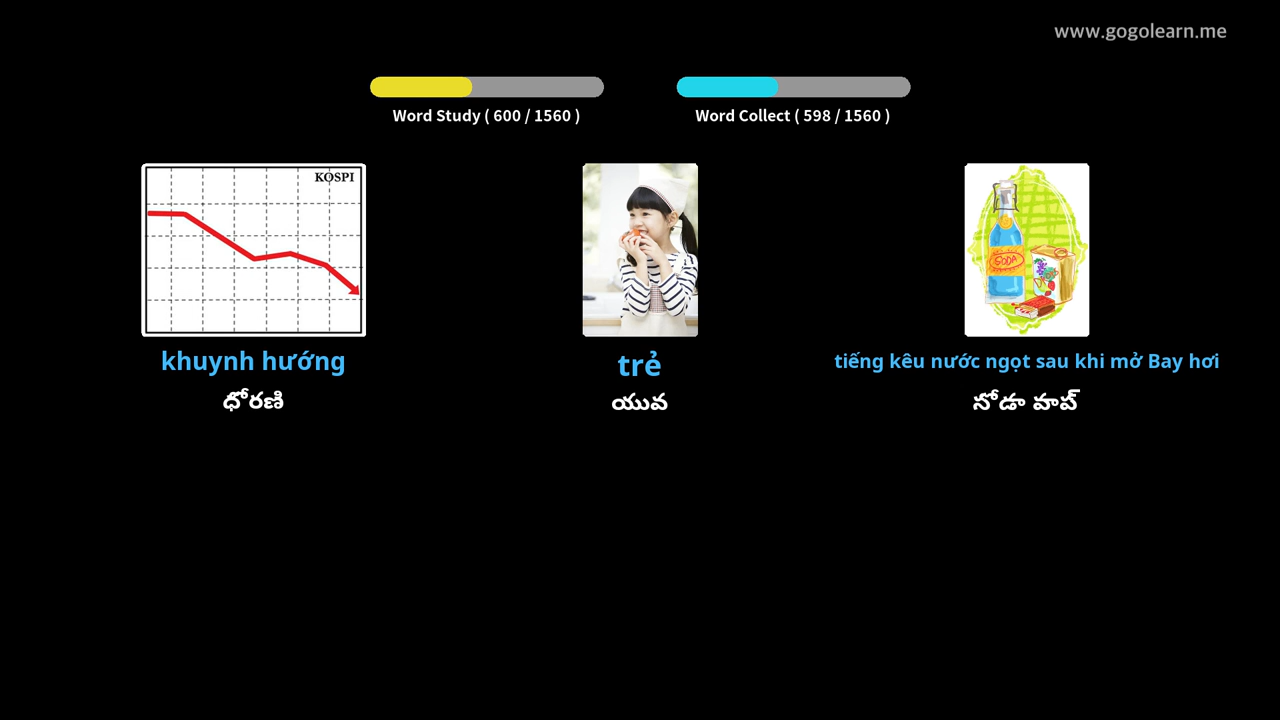 www.gogolearn.me
Word Study ( 600 / 1560 )
Word Collect ( 598 / 1560 )
KOSPI
SODA
khuynh hướng
trẻ
tiếng kêu nước ngọt sau khi mở Bay hơi
ధోరణి
యువ
సోడా వాప్